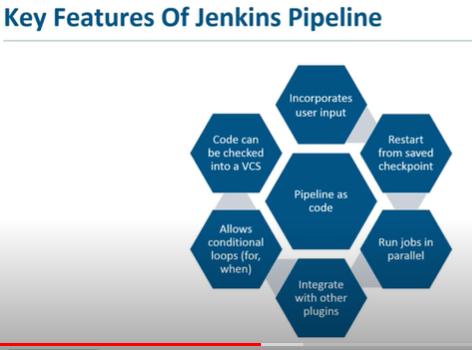 Key Features Of Jenkins Pipeline
Incorporates
user input
Code can
be checked
into a VCS
Restart
from saved
checkpoint
Pipeline as
code
Allows
conditional
loops (for,
when)
Run jobs in
parallel
Integrate
with other
plugins